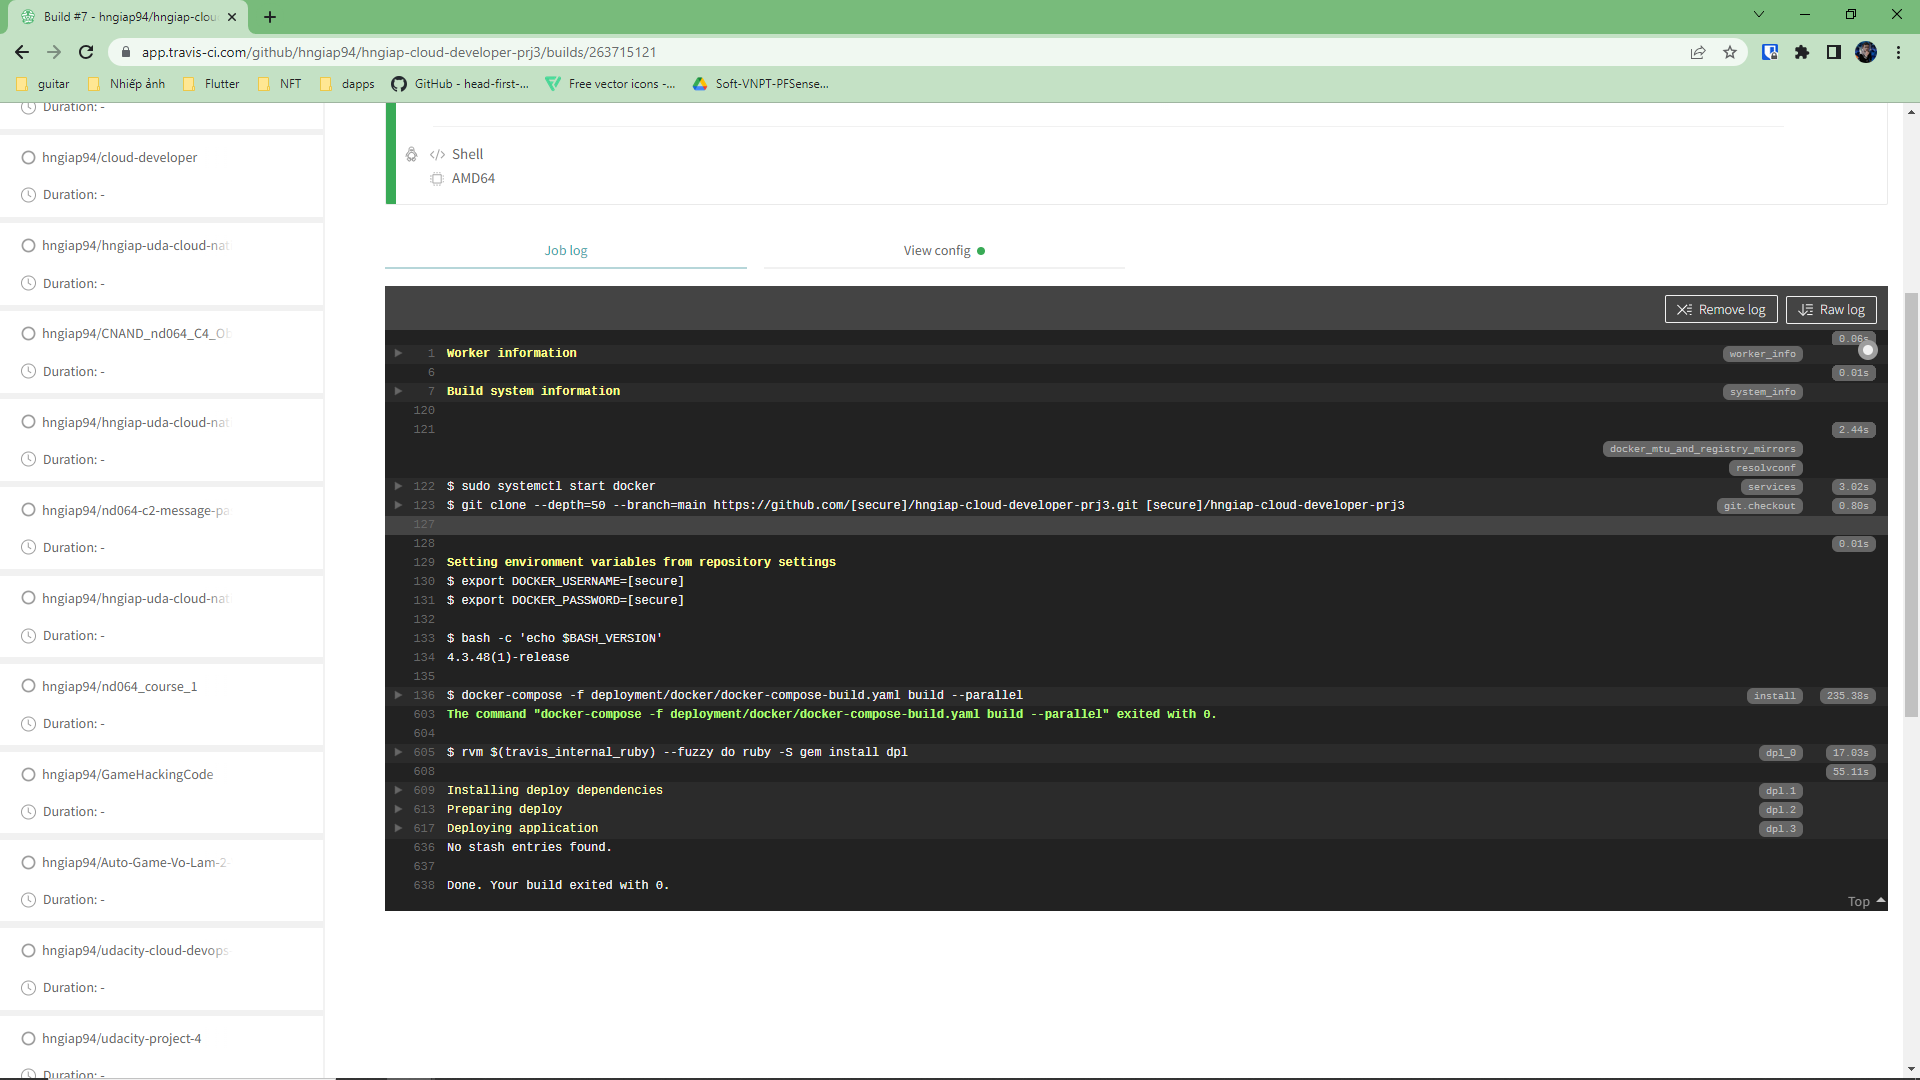 Build #7 - hngiap94/hngiap-clou
app.travis-ci.com/github/hngiap94/hngiap-cloud-developer-prj3/builds/263715121
guitar
Nhiếp ảnh
Flutter
NFT
dapps
GitHub - head-first-...
Free vector icons -...
Soft-VNPT-PFSense...
Duration: -
hngiap94/cloud-developer
Duration: -
hngiap94/hngiap-uda-cloud-nat
Duration: -
hngiap94/CNAND_nd064_C4_Ob
Duration: -
hngiap94/hngiap-uda-cloud-nat
Duration: -
hngiap94/nd064-c2-message-pa
Duration: -
hngiap94/hngiap-uda-cloud-nat
Duration: -
hngiap94/nd064_course_1
Duration: -
hngiap94/GameHackingCode
Duration: -
hngiap94/Auto-Game-Vo-Lam-2-
Duration: -
hngiap94/udacity-cloud-devops
Duration: -
hngiap94/udacity-project-4
Duration: -
Shell
AMD64
Job log
View config
Remove log
Raw log
0.06s
1 Worker information worker_info
6 0.01s
7 Build system information system_info
120
121 2.44s
docker_mtu_and_registry_mirrors
resolvconf
122 $ sudo systemctl start docker services 3.02s
123 $ git clone --depth=50 --branch=main https://github.com/[secure]/hngiap-cloud-developer-prj3.git [secure]/hngiap-cloud-developer-prj3 git.checkout 0.80s
127
128 0.01s
129 Setting environment variables from repository settings
130 $ export DOCKER_USERNAME=[secure]
131 $ export DOCKER_PASSWORD=[secure]
132
133 $ bash -c 'echo $BASH_VERSION'
134 4.3.48(1)-release
135
136 $ docker-compose -f deployment/docker/docker-compose-build.yaml build --parallel install 235.38s
603 The command "docker-compose -f deployment/docker/docker-compose-build.yaml build --parallel" exited with 0.
604
605 $ rvm $(travis_internal_ruby) --fuzzy do ruby -S gem install dpl dpl_0 17.03s
608 55.11s
609 Installing deploy dependencies dpl.1
613 Preparing deploy dpl.2
617 Deploying application dpl.3
636 No stash entries found.
637
638 Done. Your build exited with 0.
Top